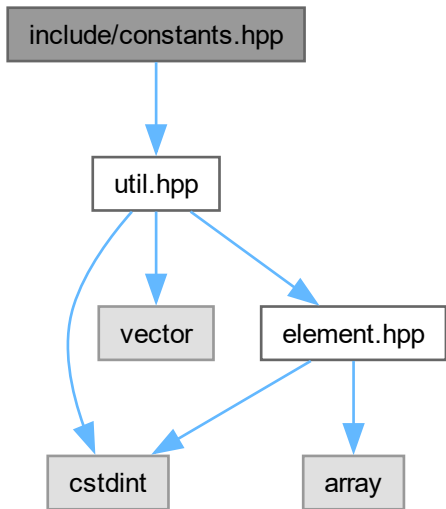 include/constants.hpp
util.hpp
vector
element.hpp
cstdint
array